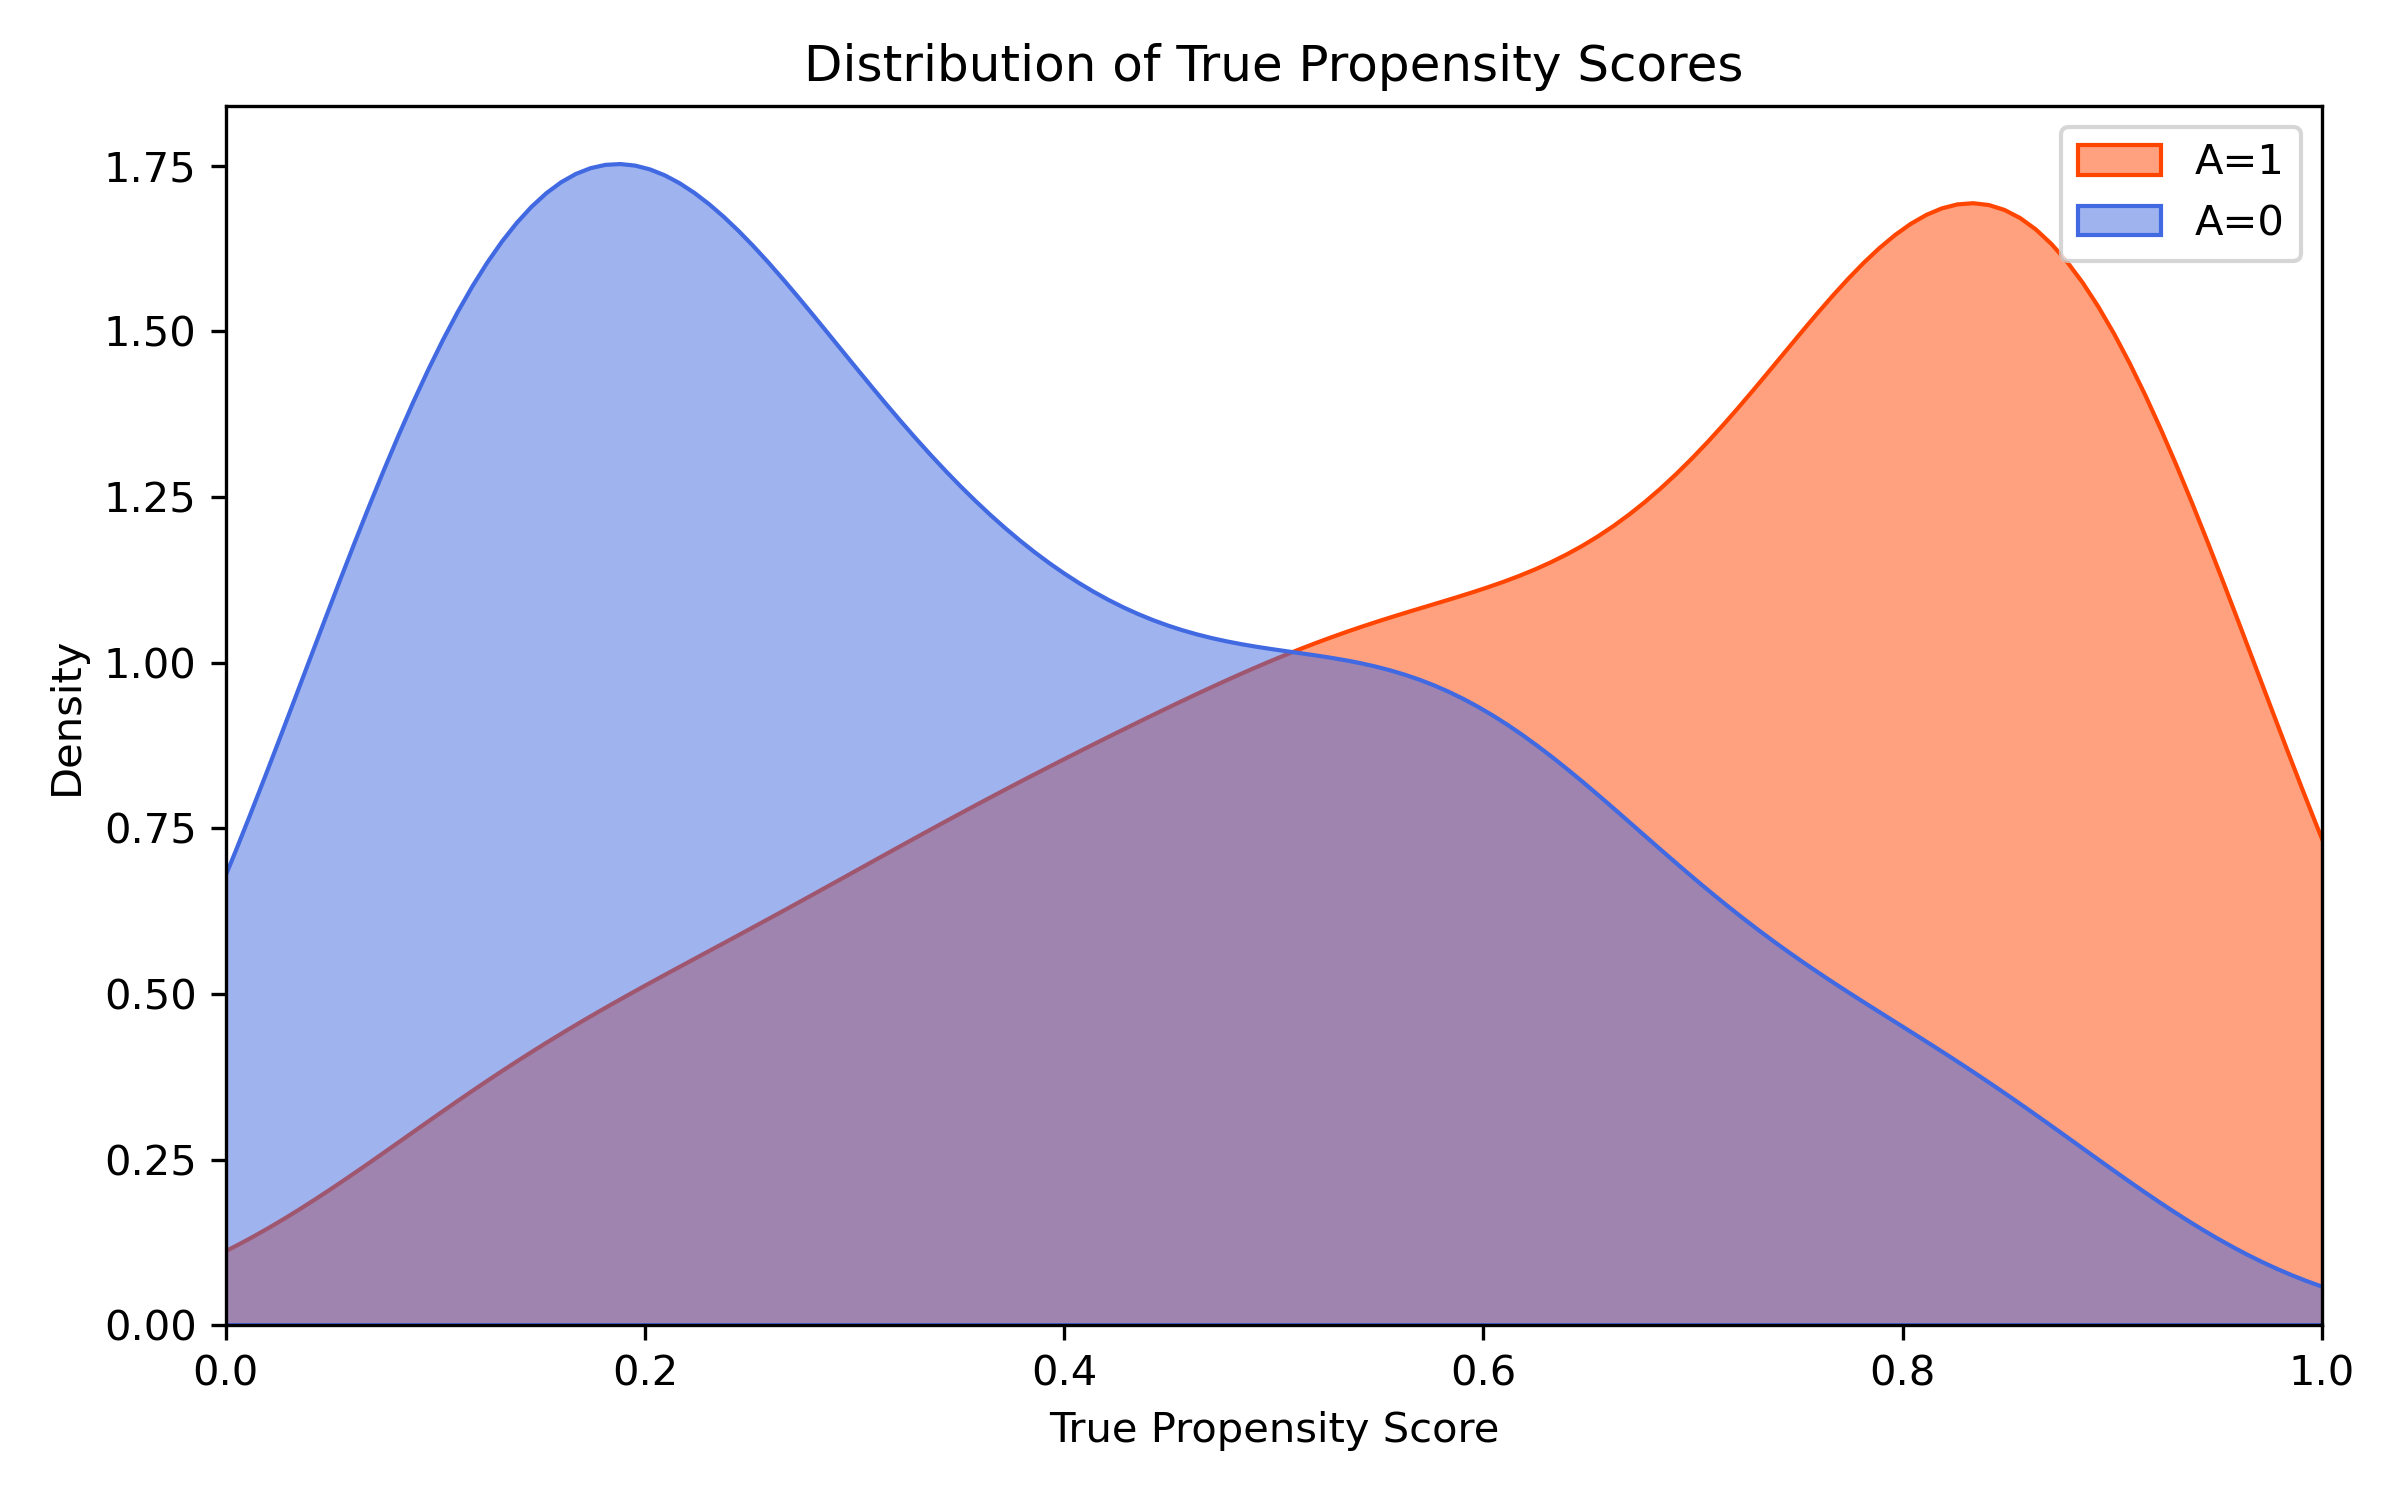 Distribution of True Propensity Scores
A=1
A=0
Density
1.75
1.50
1.25
1.00
0.75
0.50
0.25
0.00
0.0 0.2 0.4 0.6 0.8 1.0
True Propensity Score